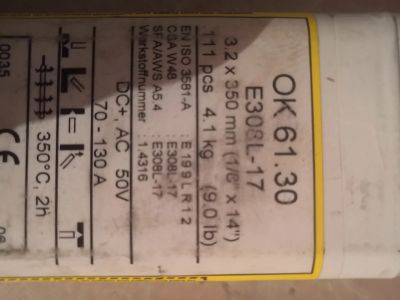 OK 61.30
E308L-17
3.2 x 350 mm (1/8" x 14")
111 pcs 4.1 kg (9.0 lb)
EN ISO 3581-A : E 19 9 L R 1 2
CSA W48 : E308L-17
SFA/AWS A5.4 : E308L-17
Werkstoffnummer : 1.4316
DC+, AC 50V
70 - 130 A
350°C, 2h
0035
CE